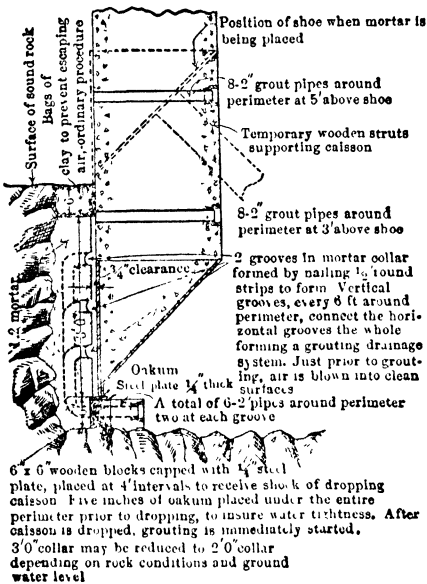 Position of shoe when mortar is
being placed
Surface of sound rock
Bags of
clay to prevent escaping
air, ordinary procedure
8-2" grout pipes around
perimeter at 5' above shoe
Temporary wooden struts
supporting caisson
8-2" grout pipes around
perimeter at 3' above shoe
¾" clearance
2 grooves in mortar collar
formed by nailing ½ round
strips to form Vertical
grooves, every 6 ft around
perimeter, connect the hori-
zontal grooves the whole
forming a grouting drainage
system. Just prior to grout-
ing, air is blown into clean
surfaces
2 mortar
Oakum
Steel plate ¼" thick
A total of 6-2" pipes around perimeter
two at each groove
6" x 6" wooden blocks capped with ¼" steel
plate, placed at 4' intervals to receive shock of dropping
caisson Five inches of oakum placed under the entire
perimeter prior to dropping, to insure water tightness. After
caisson is dropped, grouting is immediately started.
3'0" collar may be reduced to 2'0" collar
depending on rock conditions and ground
water level